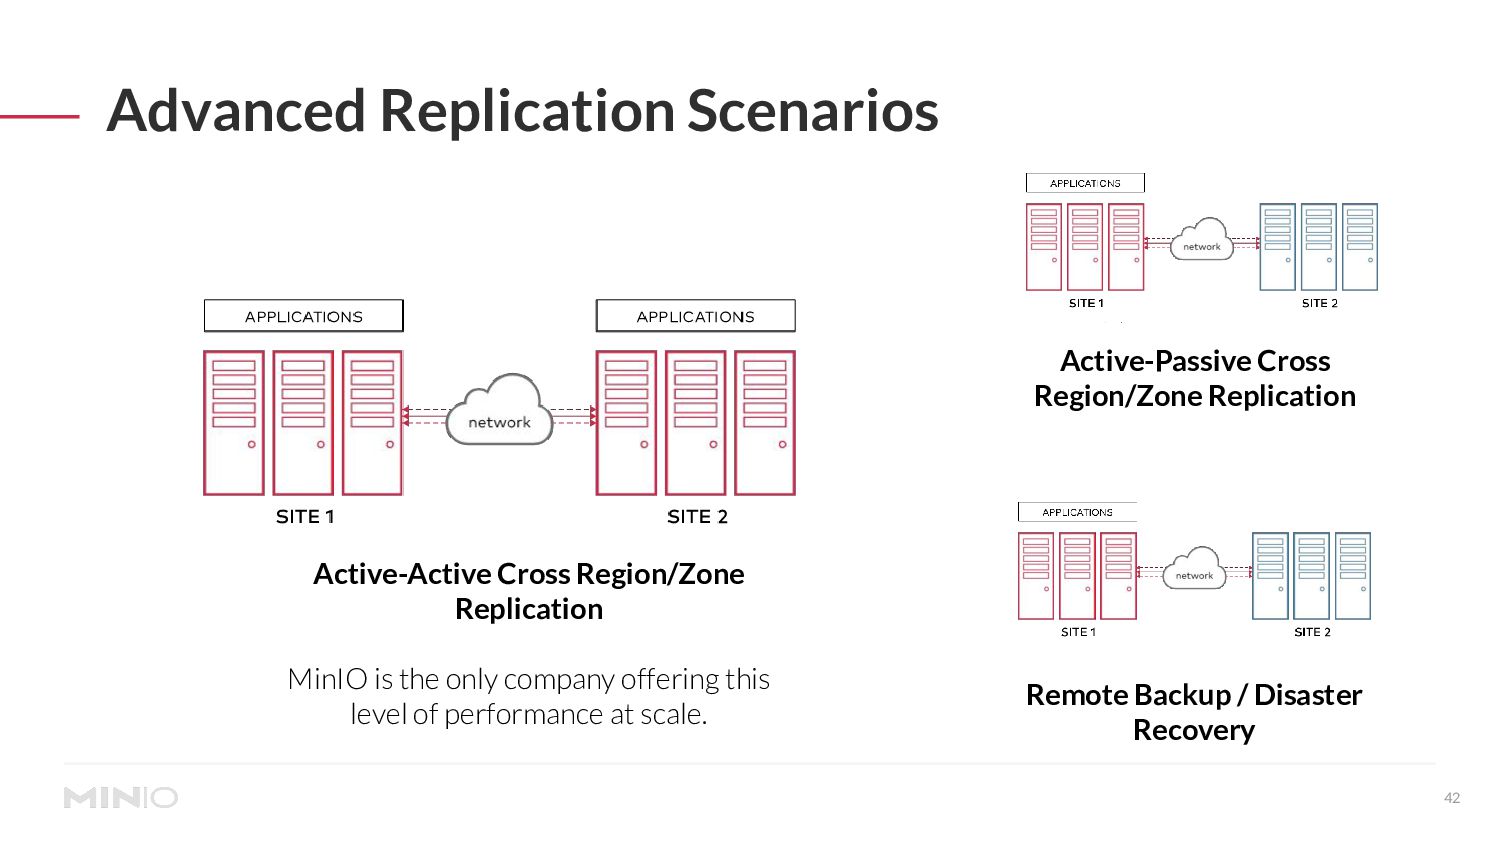 Advanced Replication Scenarios
APPLICATIONS
APPLICATIONS
network
SITE 1
SITE 2
Active-Active Cross Region/Zone
Replication
MinIO is the only company offering this
level of performance at scale.
APPLICATIONS
network
SITE 1
SITE 2
Active-Passive Cross
Region/Zone Replication
APPLICATIONS
network
SITE 1
SITE 2
Remote Backup / Disaster
Recovery
MINIO
42